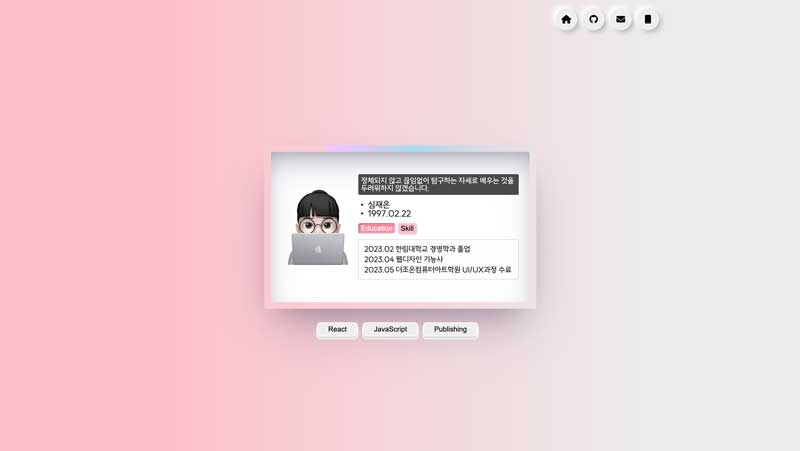 정체되지 않고 끊임없이 탐구하는 자세로 배우는 것을
두려워하지 않겠습니다.
• 심재온
• 1997.02.22
Education Skill
2023.02 한림대학교 경영학과 졸업
2023.04 웹디자인 기능사
2023.05 더조은컴퓨터아트학원 UI/UX과정 수료
React JavaScript Publishing